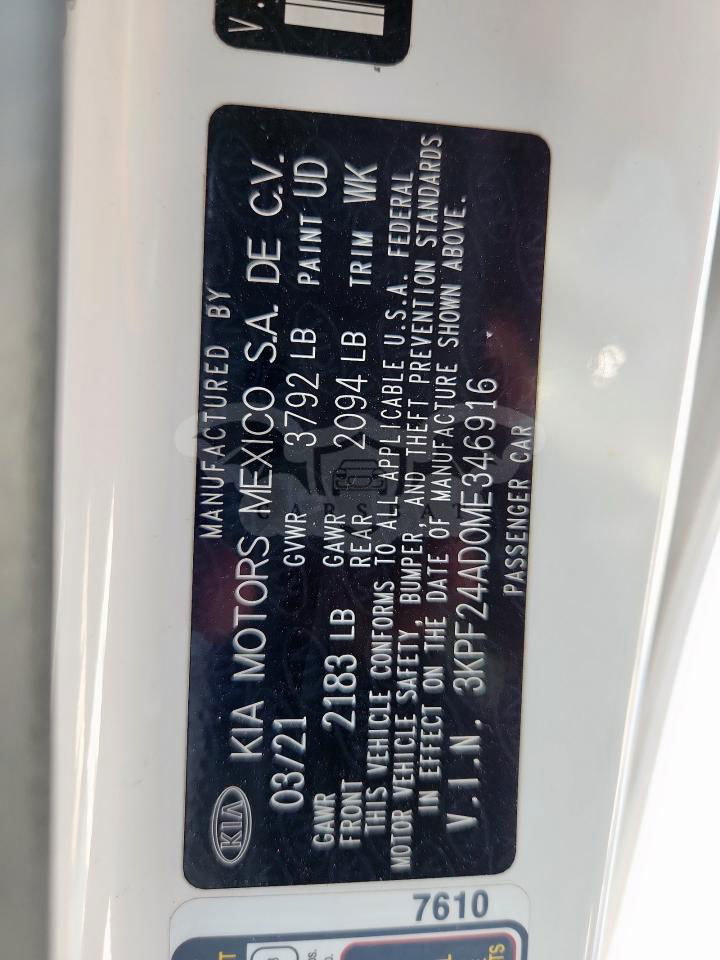 MANUFACTURED BY
KIA KIA MOTORS MEXICO S.A. DE C.V.
03/21 GVWR 3792 LB PAINT UD
GAWR FRONT 2183 LB GAWR REAR 2094 LB TRIM WK
THIS VEHICLE CONFORMS TO ALL APPLICABLE U.S.A. FEDERAL
MOTOR VEHICLE SAFETY, BUMPER, AND THEFT PREVENTION STANDARDS
IN EFFECT ON THE DATE OF MANUFACTURE SHOWN ABOVE.
V.I.N. 3KPF24AD0ME346916
PASSENGER CAR
7610